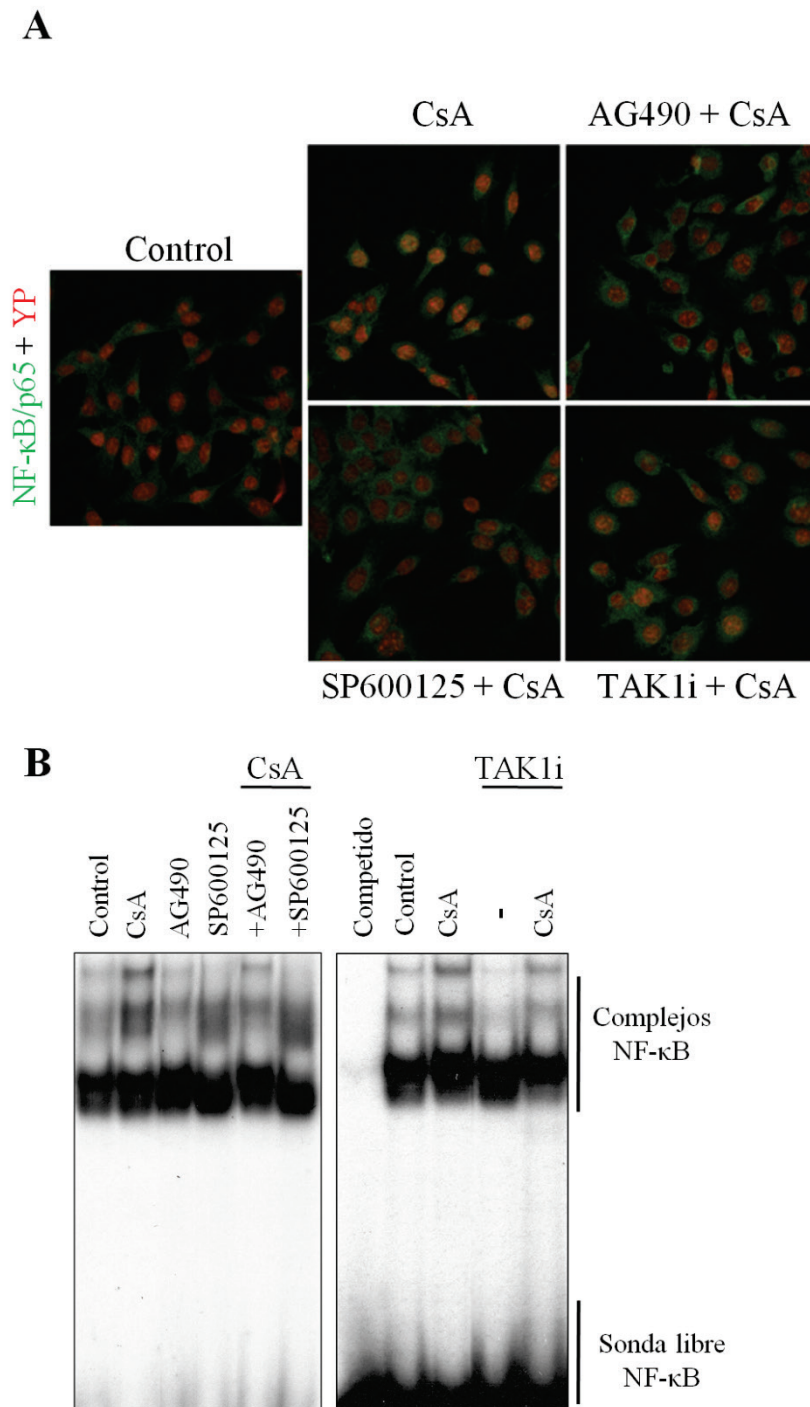 A
CsA
AG490 + CsA
Control
NF-κB/p65 + YP
SP600125 + CsA
TAK1i + CsA
B
CsA
TAK1i
Control
CsA
AG490
SP600125
+AG490
+SP600125
Competido
Control
CsA
-
CsA
Complejos
NF-κB
Sonda libre
NF-κB